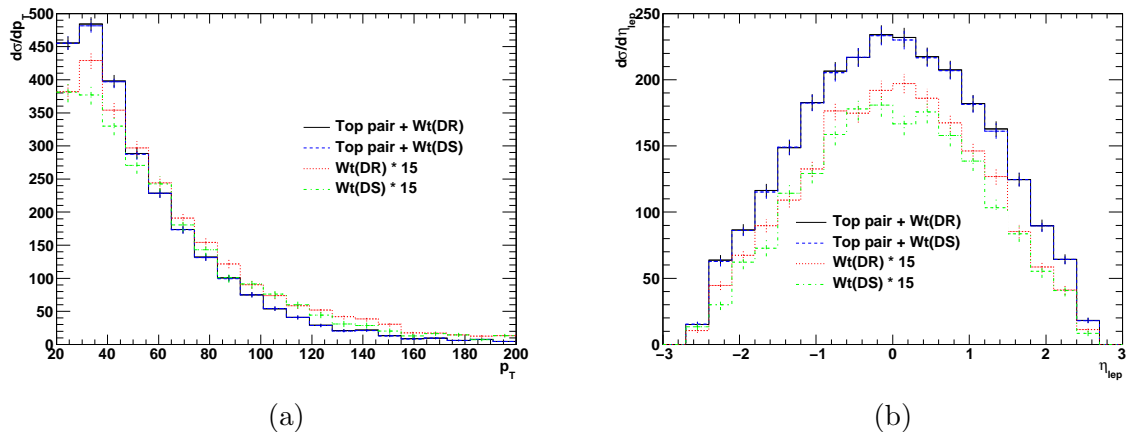 dσ/dp_T
500
450
400
350
300
250
200
150
100
50
0
20 40 60 80 100 120 140 160 180 200
p_T
Top pair + Wt(DR)
Top pair + Wt(DS)
Wt(DR) * 15
Wt(DS) * 15
(a)
dσ/dη_lep
250
200
150
100
50
0
−3 −2 −1 0 1 2 3
η_lep
Top pair + Wt(DR)
Top pair + Wt(DS)
Wt(DR) * 15
Wt(DS) * 15
(b)